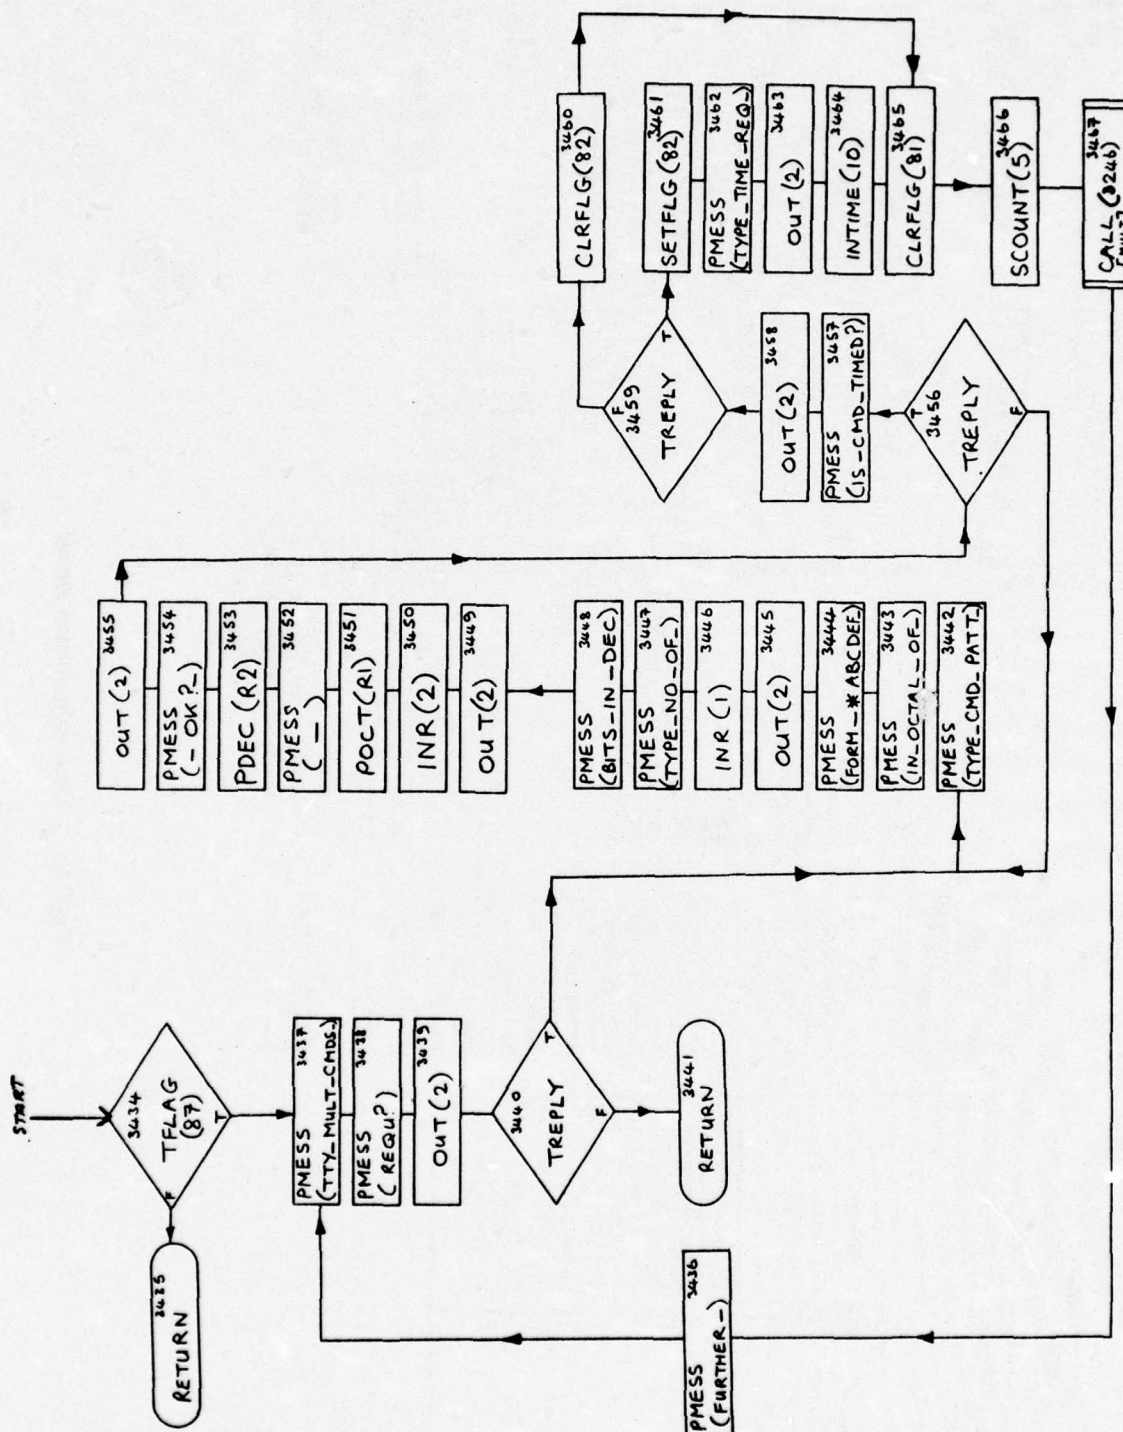 START
3434
TFLAG
(87)
F
T
3435
RETURN
3436
PMESS
(FURTHER_)
3437
PMESS
(TTY_MULT_CMDS_)
3438
PMESS
(REQU?)
3439
OUT(2)
3440
TREPLY
T
F
3441
RETURN
3442
PMESS
(TYPE_CMD_PATT_)
3443
PMESS
(IN_OCTAL_OF_)
3444
PMESS
(FORM_*ABCDEF_)
3445
OUT(2)
3446
INR(1)
3447
PMESS
(TYPE_NO_OF_)
3448
PMESS
(BITS_IN_DEC)
3449
OUT(2)
3450
INR(2)
3451
POCT(R1)
3452
PMESS
(_)
3453
PDEC(R2)
3454
PMESS
(_OK?_)
3455
OUT(2)
3456
TREPLY
T
F
3457
PMESS
(IS_CMD_TIMED?)
3458
OUT(2)
3459
TREPLY
F
T
3460
CLRFLG(82)
3461
SETFLG(82)
3462
PMESS
(TYPE_TIME_REQ_)
3463
OUT(2)
3464
INTIME(10)
3465
CLRFLG(81)
3466
SCOUNT(5)
3467
CALL(3246)